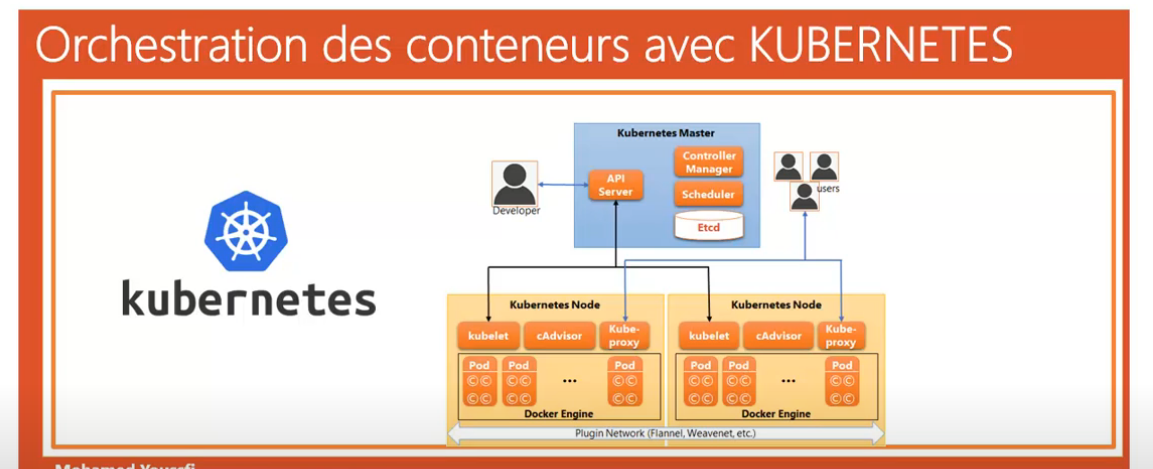 Orchestration des conteneurs avec KUBERNETES
kubernetes
Kubernetes Master
API
Server
Controller
Manager
Scheduler
Etcd
Developer
users
Kubernetes Node
kubelet
cAdvisor
Kube-
proxy
Pod
©©
©©
Pod
©©
©©
...
Pod
©©
©©
Docker Engine
Kubernetes Node
kubelet
cAdvisor
Kube-
proxy
Pod
©©
©©
Pod
©©
©©
...
Pod
©©
©©
Docker Engine
Plugin Network (Flannel, Weavenet, etc.)
Mohamed